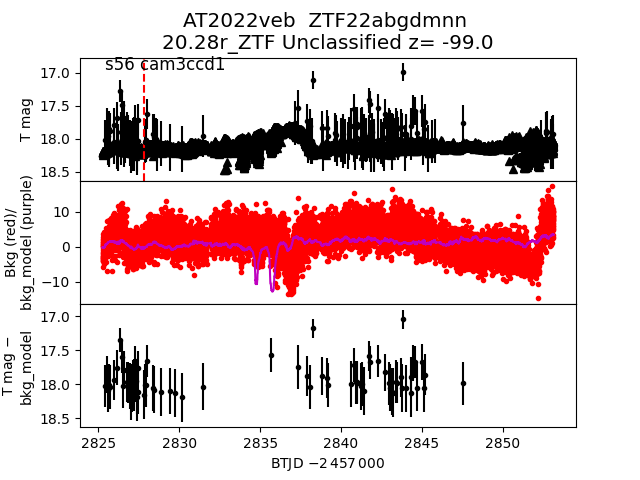 AT2022veb  ZTF22abgdmnn
20.28r_ZTF Unclassified z= -99.0
s56 cam3ccd1
T mag
17.0
17.5
18.0
18.5
Bkg (red)/
bkg_model (purple)
10
0
−10
T mag −
bkg_model
17.0
17.5
18.0
18.5
2825
2830
2835
2840
2845
2850
BTJD −2 457 000